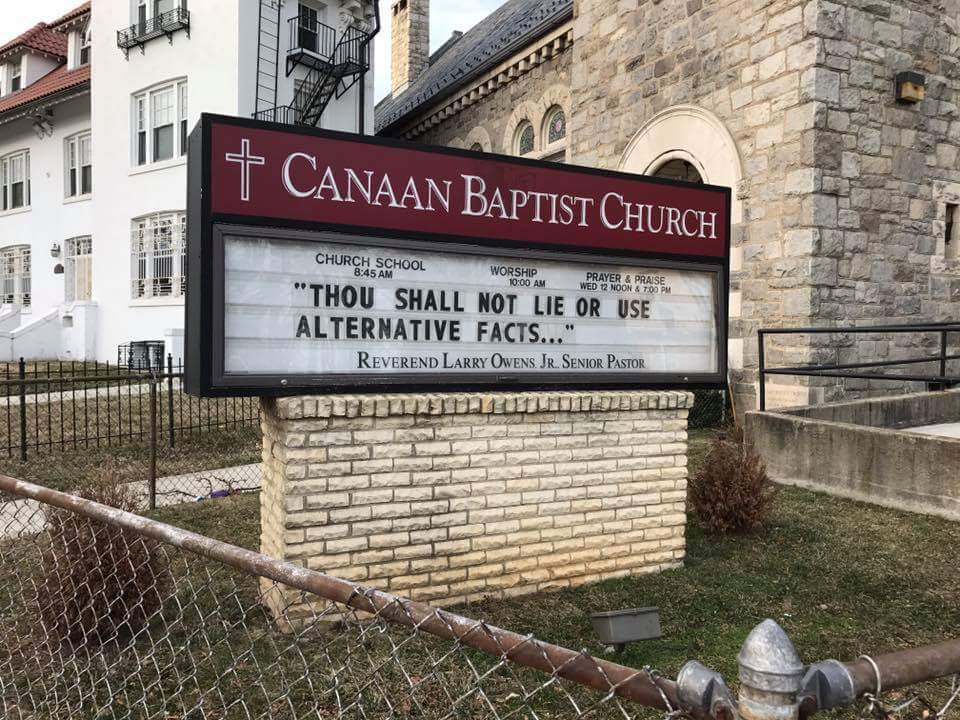 CANAAN BAPTIST CHURCH
CHURCH SCHOOL
8:45 AM
WORSHIP
10:00 AM
PRAYER & PRAISE
WED 12 NOON & 7:00 PM
"THOU SHALL NOT LIE OR USE
ALTERNATIVE FACTS..."
REVEREND LARRY OWENS, JR., SENIOR PASTOR